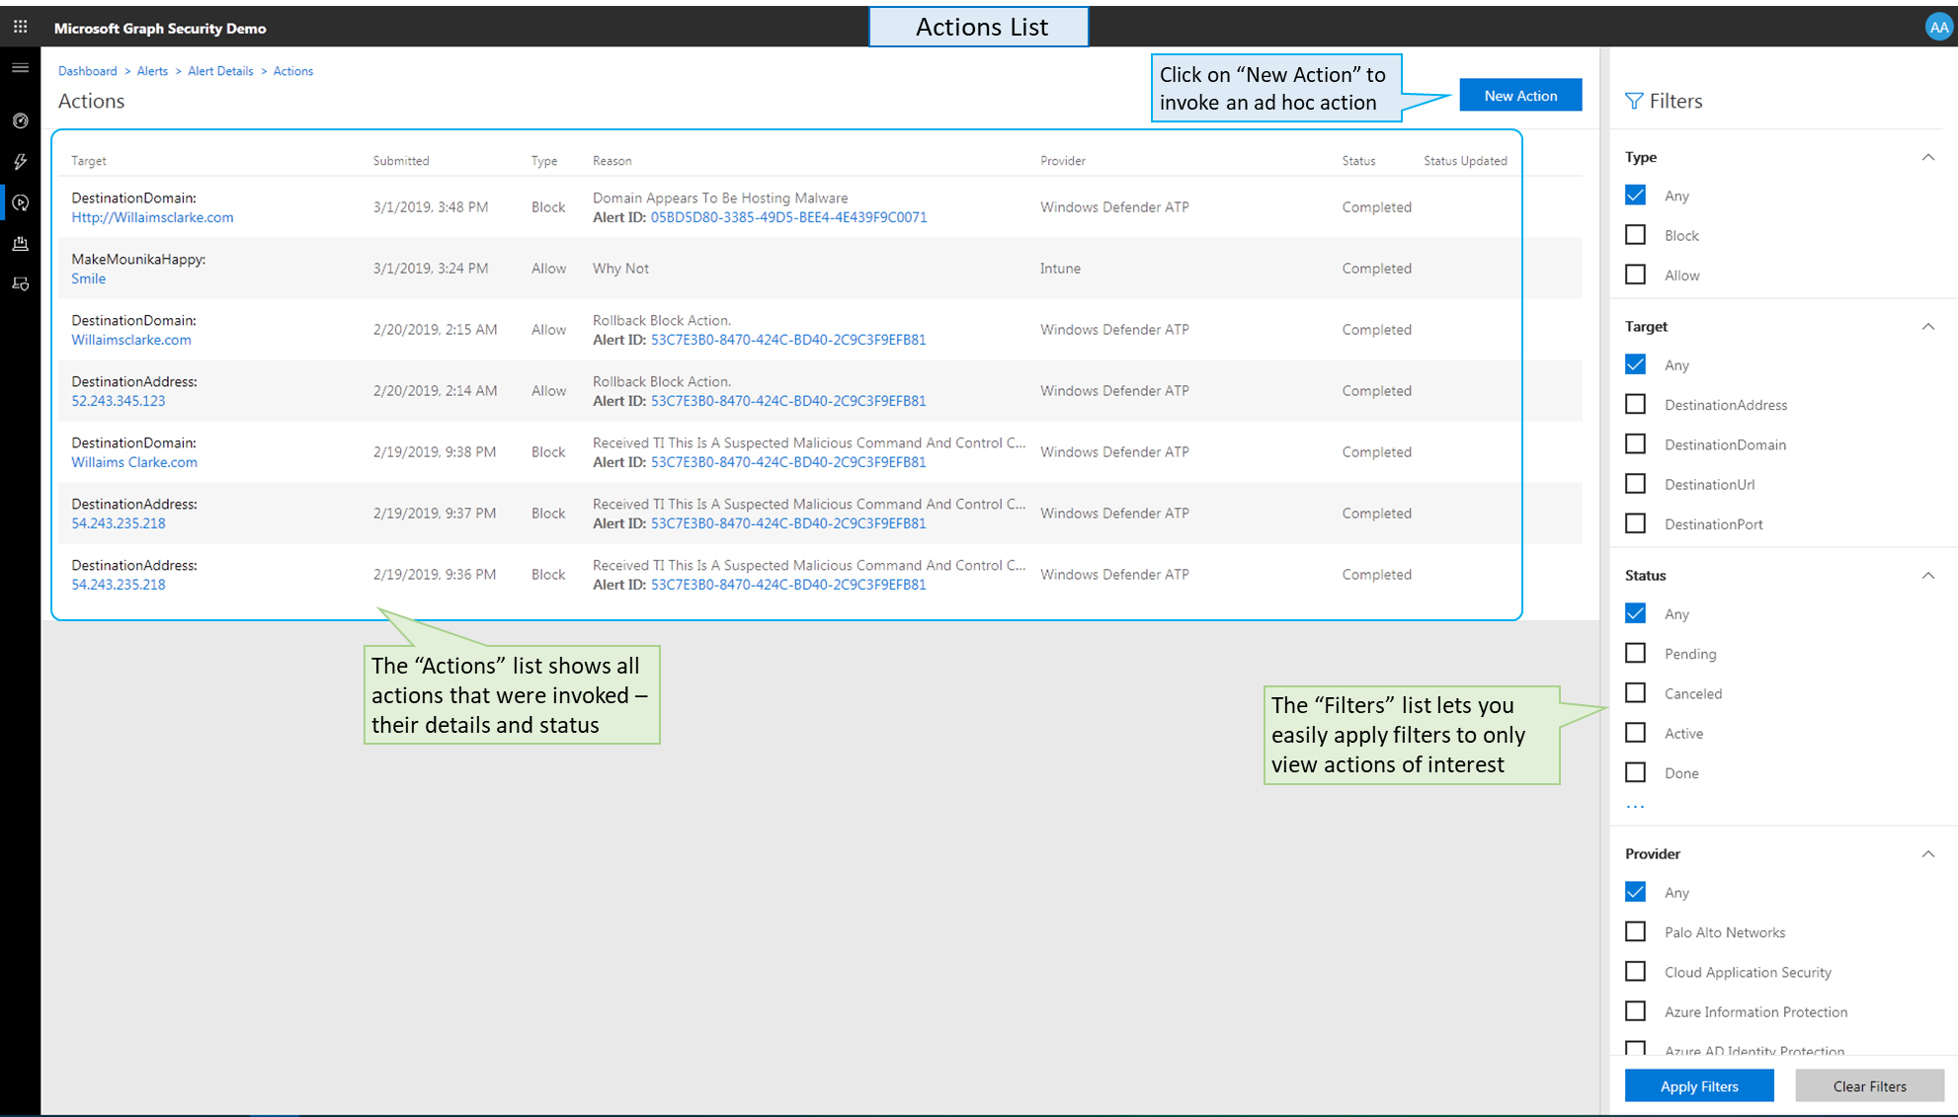 Microsoft Graph Security Demo
Actions List
AA
Dashboard > Alerts > Alert Details > Actions
Actions
Click on “New Action” to
invoke an ad hoc action
New Action
Target Submitted Type Reason Provider Status Status Updated
DestinationDomain:
Http://Willaimsclarke.com
3/1/2019, 3:48 PM Block
Domain Appears To Be Hosting Malware
Alert ID: 05BD5D80-3385-49D5-BEE4-4E439F9C0071
Windows Defender ATP Completed
MakeMounikaHappy:
Smile
3/1/2019, 3:24 PM Allow Why Not Intune Completed
DestinationDomain:
Willaimsclarke.com
2/20/2019, 2:15 AM Allow
Rollback Block Action.
Alert ID: 53C7E3B0-8470-424C-BD40-2C9C3F9EFB81
Windows Defender ATP Completed
DestinationAddress:
52.243.345.123
2/20/2019, 2:14 AM Allow
Rollback Block Action.
Alert ID: 53C7E3B0-8470-424C-BD40-2C9C3F9EFB81
Windows Defender ATP Completed
DestinationDomain:
Willaims Clarke.com
2/19/2019, 9:38 PM Block
Received TI This Is A Suspected Malicious Command And Control C...
Alert ID: 53C7E3B0-8470-424C-BD40-2C9C3F9EFB81
Windows Defender ATP Completed
DestinationAddress:
54.243.235.218
2/19/2019, 9:37 PM Block
Received TI This Is A Suspected Malicious Command And Control C...
Alert ID: 53C7E3B0-8470-424C-BD40-2C9C3F9EFB81
Windows Defender ATP Completed
DestinationAddress:
54.243.235.218
2/19/2019, 9:36 PM Block
Received TI This Is A Suspected Malicious Command And Control C...
Alert ID: 53C7E3B0-8470-424C-BD40-2C9C3F9EFB81
Windows Defender ATP Completed
The “Actions” list shows all
actions that were invoked –
their details and status
The “Filters” list lets you
easily apply filters to only
view actions of interest
Filters
Type
Any
Block
Allow
Target
Any
DestinationAddress
DestinationDomain
DestinationUrl
DestinationPort
Status
Any
Pending
Canceled
Active
Done
...
Provider
Any
Palo Alto Networks
Cloud Application Security
Azure Information Protection
Azure AD Identity Protection
Apply Filters Clear Filters